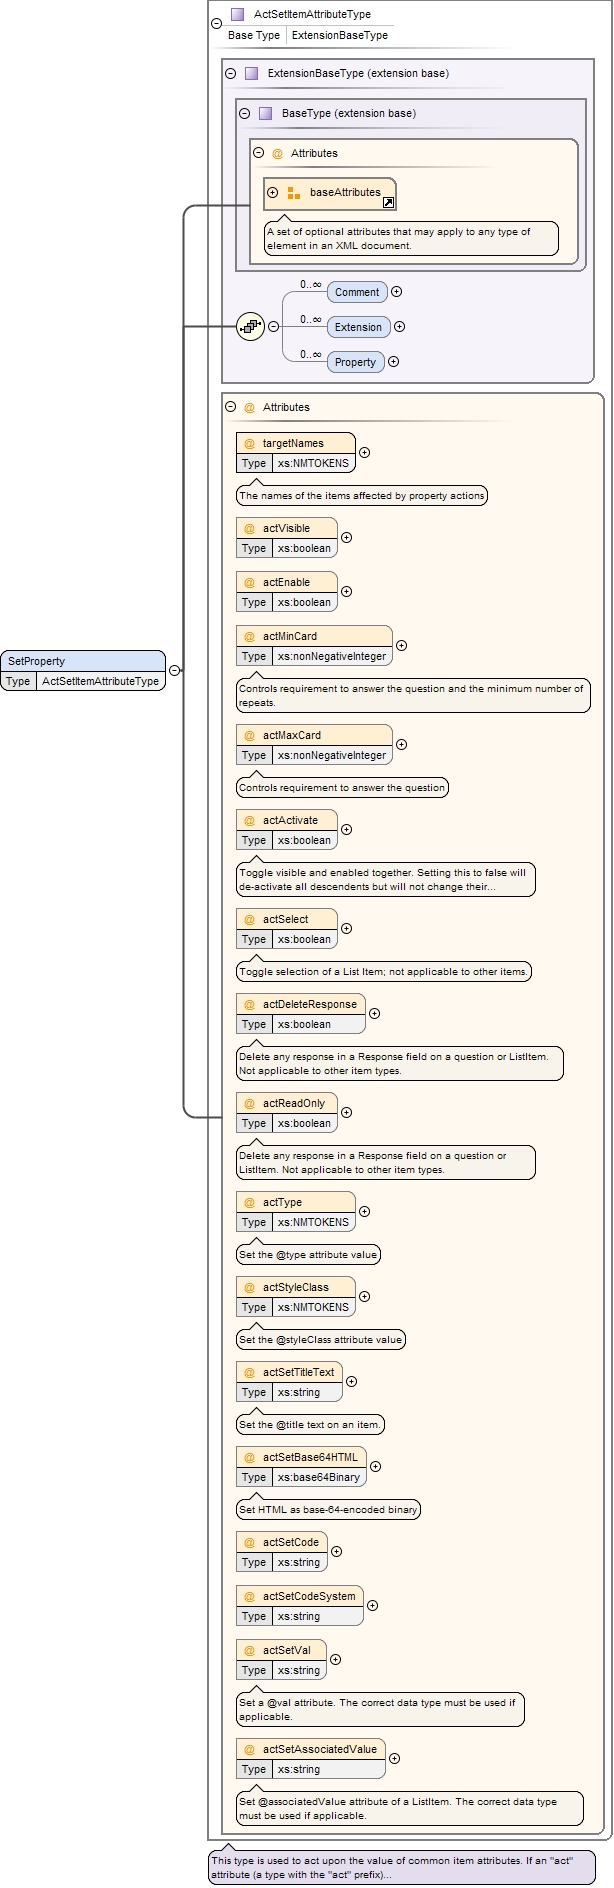 ActSetItemAttributeType
Base Type ExtensionBaseType
ExtensionBaseType (extension base)
BaseType (extension base)
@ Attributes
baseAttributes
A set of optional attributes that may apply to any type of
element in an XML document.
0..∞ Comment
0..∞ Extension
0..∞ Property
@ Attributes
@ targetNames
Type xs:NMTOKENS
The names of the items affected by property actions
@ actVisible
Type xs:boolean
@ actEnable
Type xs:boolean
@ actMinCard
Type xs:nonNegativeInteger
SetProperty
Type ActSetItemAttributeType
Controls requirement to answer the question and the minimum number of
repeats.
@ actMaxCard
Type xs:nonNegativeInteger
Controls requirement to answer the question
@ actActivate
Type xs:boolean
Toggle visible and enabled together. Setting this to false will
de-activate all descendents but will not change their...
@ actSelect
Type xs:boolean
Toggle selection of a List Item; not applicable to other items.
@ actDeleteResponse
Type xs:boolean
Delete any response in a Response field on a question or ListItem.
Not applicable to other item types.
@ actReadOnly
Type xs:boolean
Delete any response in a Response field on a question or
ListItem. Not applicable to other item types.
@ actType
Type xs:NMTOKENS
Set the @type attribute value
@ actStyleClass
Type xs:NMTOKENS
Set the @styleClass attribute value
@ actSetTitleText
Type xs:string
Set the @title text on an item.
@ actSetBase64HTML
Type xs:base64Binary
Set HTML as base-64-encoded binary
@ actSetCode
Type xs:string
@ actSetCodeSystem
Type xs:string
@ actSetVal
Type xs:string
Set a @val attribute. The correct data type must be used if
applicable.
@ actSetAssociatedValue
Type xs:string
Set @associatedValue attribute of a ListItem. The correct data type
must be used if applicable.
This type is used to act upon the value of common item attributes. If an "act"
attribute (a type with the "act" prefix)...